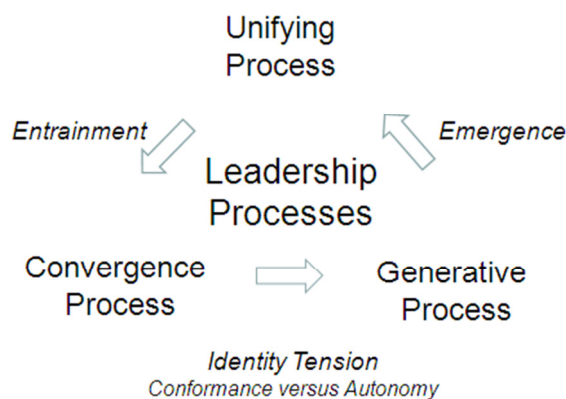 Unifying
Process
Entrainment
Emergence
Leadership
Processes
Convergence
Process
Generative
Process
Identity Tension
Conformance versus Autonomy